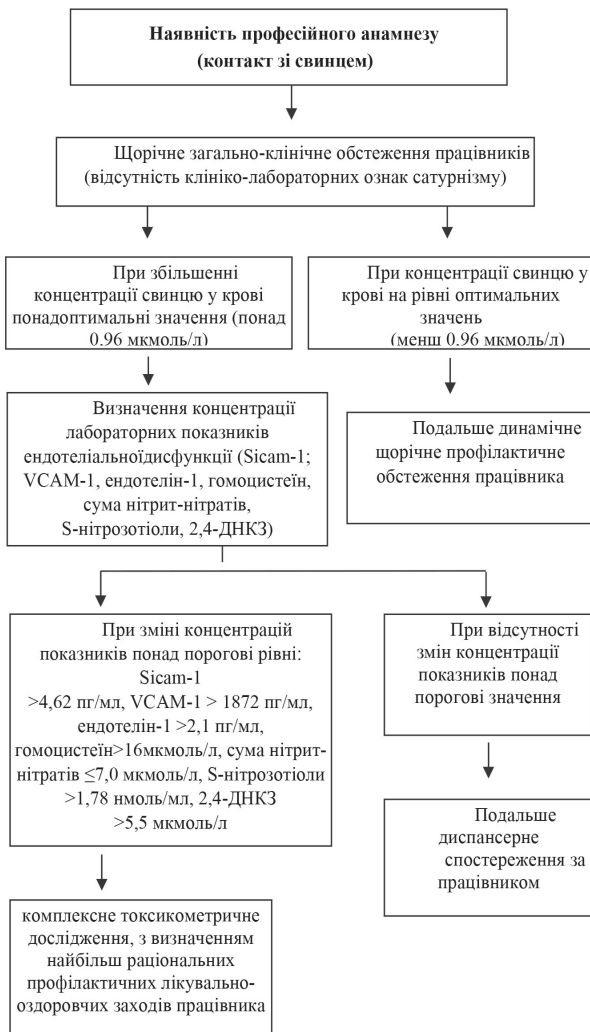 Наявність професійного анамнезу
(контакт зі свинцем)
Щорічне загально-клінічне обстеження працівників
(відсутність клініко-лабораторних ознак сатурнізму)
При збільшенні
концентрації свинцю у крові
понадоптимальні значення (понад
0.96 мкмоль/л)
При концентрації свинцю у
крові на рівні оптимальних
значень
(менш 0.96 мкмоль/л)
Визначення концентрації
лабораторних показників
ендотеліальноїдисфункції (Sicam-1;
VCAM-1, ендотелін-1, гомоцистеїн,
сума нітрит-нітратів,
S-нітрозотіоли, 2,4-ДНКЗ)
Подальше динамічне
щорічне профілактичне
обстеження працівника
При зміні концентрацій
показників понад порогові рівні:
Sicam-1
>4,62 пг/мл, VCAM-1 > 1872 пг/мл,
ендотелін-1 >2,1 пг/мл,
гомоцистеїн>16мкмоль/л, сума нітрит-
нітратів ≤7,0 мкмоль/л, S-нітрозотіоли
>1,78 нмоль/мл, 2,4-ДНКЗ
>5,5 мкмоль/л
При відсутності
змін концентрації
показників понад
порогові значення
Подальше
диспансерне
спостереження за
працівником
комплексне токсикометричне
дослідження, з визначенням
найбільш раціональних
профілактичних лікувально-
оздоровчих заходів працівника